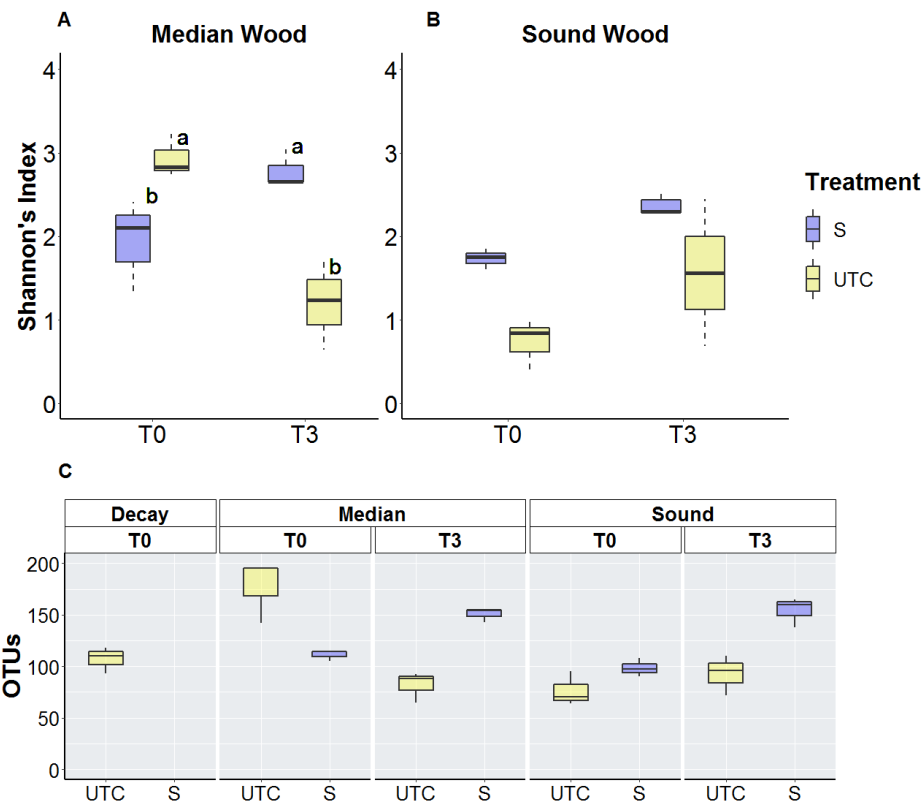 A
B
Median Wood
Sound Wood
Shannon's Index
4
3
2
1
0
a
b
a
b
T0
T3
4
3
2
1
0
T0
T3
Treatment
S
UTC
C
Decay
Median
Sound
T0
T0
T3
T0
T3
OTUs
200
150
100
50
0
UTC
S
UTC
S
UTC
S
UTC
S
UTC
S